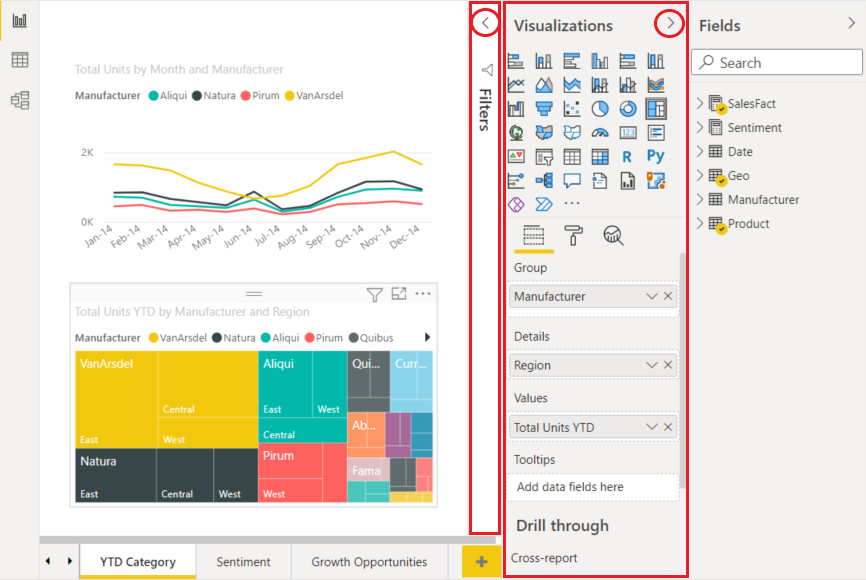 Total Units by Month and Manufacturer
Manufacturer Aliqui Natura Pirum VanArsdel
2K
0K
Jan-14 Feb-14 Mar-14 Apr-14 May-14 Jun-14 Jul-14 Aug-14 Sep-14 Oct-14 Nov-14 Dec-14
Total Units YTD by Manufacturer and Region
Manufacturer VanArsdel Natura Aliqui Pirum Quibus
VanArsdel
East
Central
West
Natura
East
Central
West
Aliqui
East
West
Central
Pirum
East
West
Qui...
Curr...
Ab...
Fama
YTD Category
Sentiment
Growth Opportunities
+
Filters
Visualizations
123
R
Py
...
Group
Manufacturer
Details
Region
Values
Total Units YTD
Tooltips
Add data fields here
Drill through
Cross-report
Fields
Search
SalesFact
Sentiment
Date
Geo
Manufacturer
Product